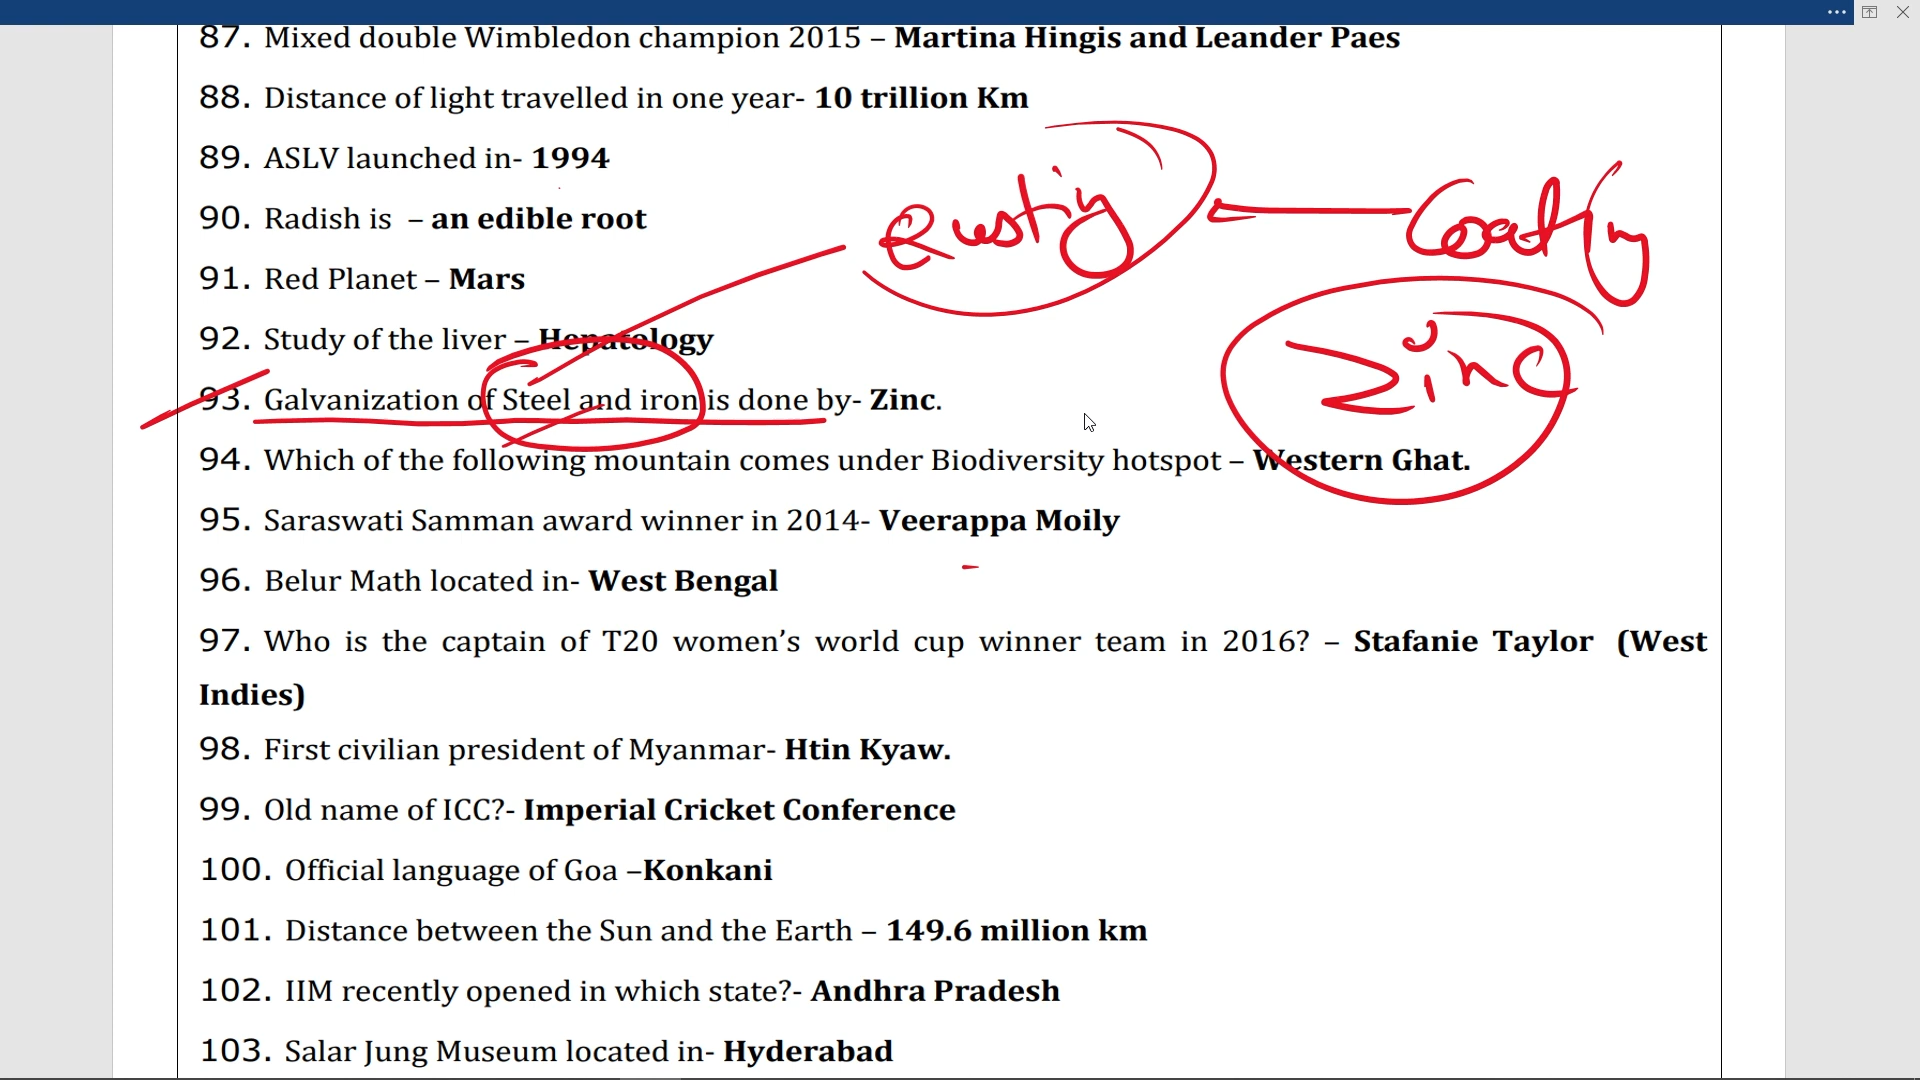 87. Mixed double Wimbledon champion 2015 – Martina Hingis and Leander Paes
88. Distance of light travelled in one year- 10 trillion Km
89. ASLV launched in- 1994
Rusting
Coating
90. Radish is – an edible root
91. Red Planet – Mars
92. Study of the liver – Hepatology
Zinc
93. Galvanization of Steel and iron is done by- Zinc.
94. Which of the following mountain comes under Biodiversity hotspot – Western Ghat.
95. Saraswati Samman award winner in 2014- Veerappa Moily
96. Belur Math located in- West Bengal
97. Who is the captain of T20 women’s world cup winner team in 2016? – Stafanie Taylor (West
Indies)
98. First civilian president of Myanmar- Htin Kyaw.
99. Old name of ICC?- Imperial Cricket Conference
100. Official language of Goa –Konkani
101. Distance between the Sun and the Earth – 149.6 million km
102. IIM recently opened in which state?- Andhra Pradesh
103. Salar Jung Museum located in- Hyderabad